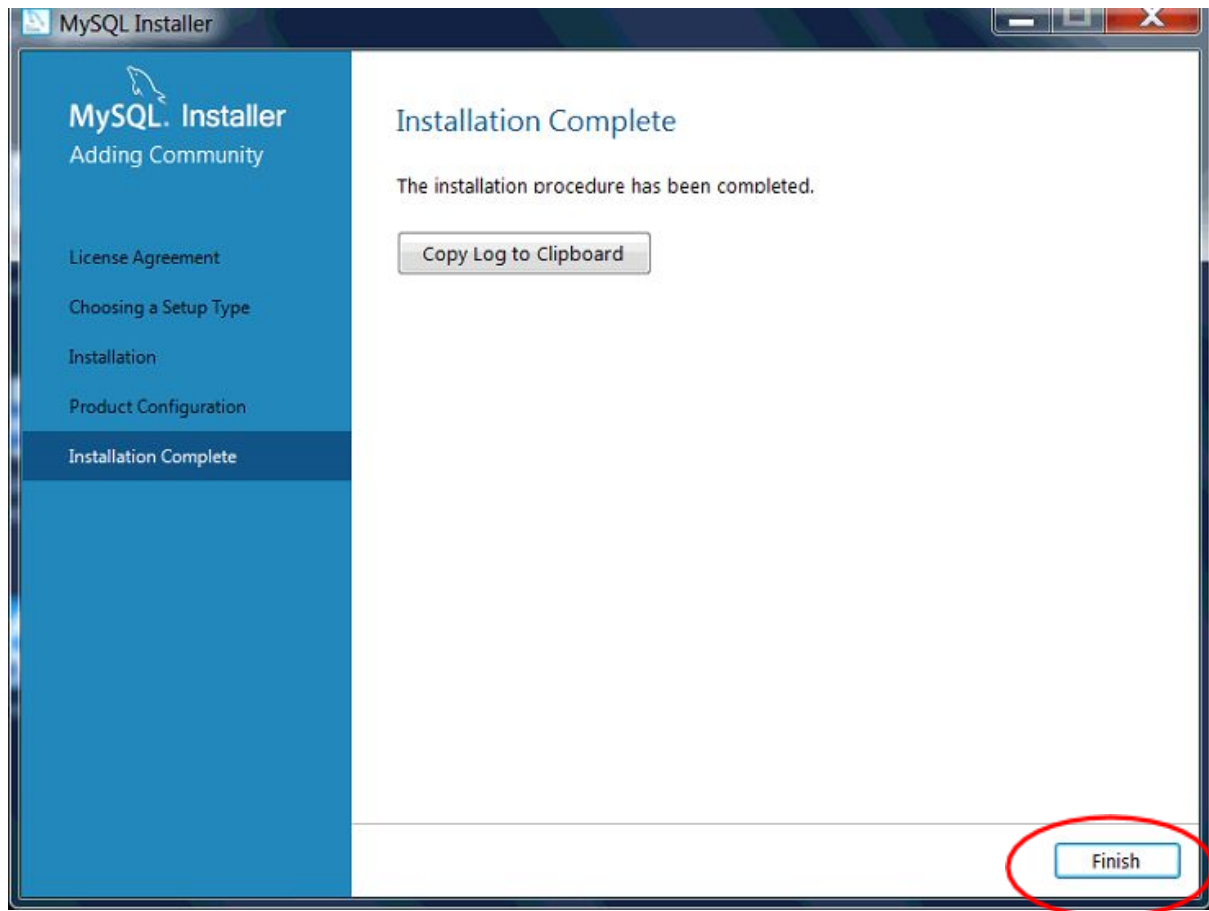 MySQL Installer
MySQL. Installer
Adding Community
License Agreement
Choosing a Setup Type
Installation
Product Configuration
Installation Complete
Installation Complete
The installation procedure has been completed.
Copy Log to Clipboard
Finish